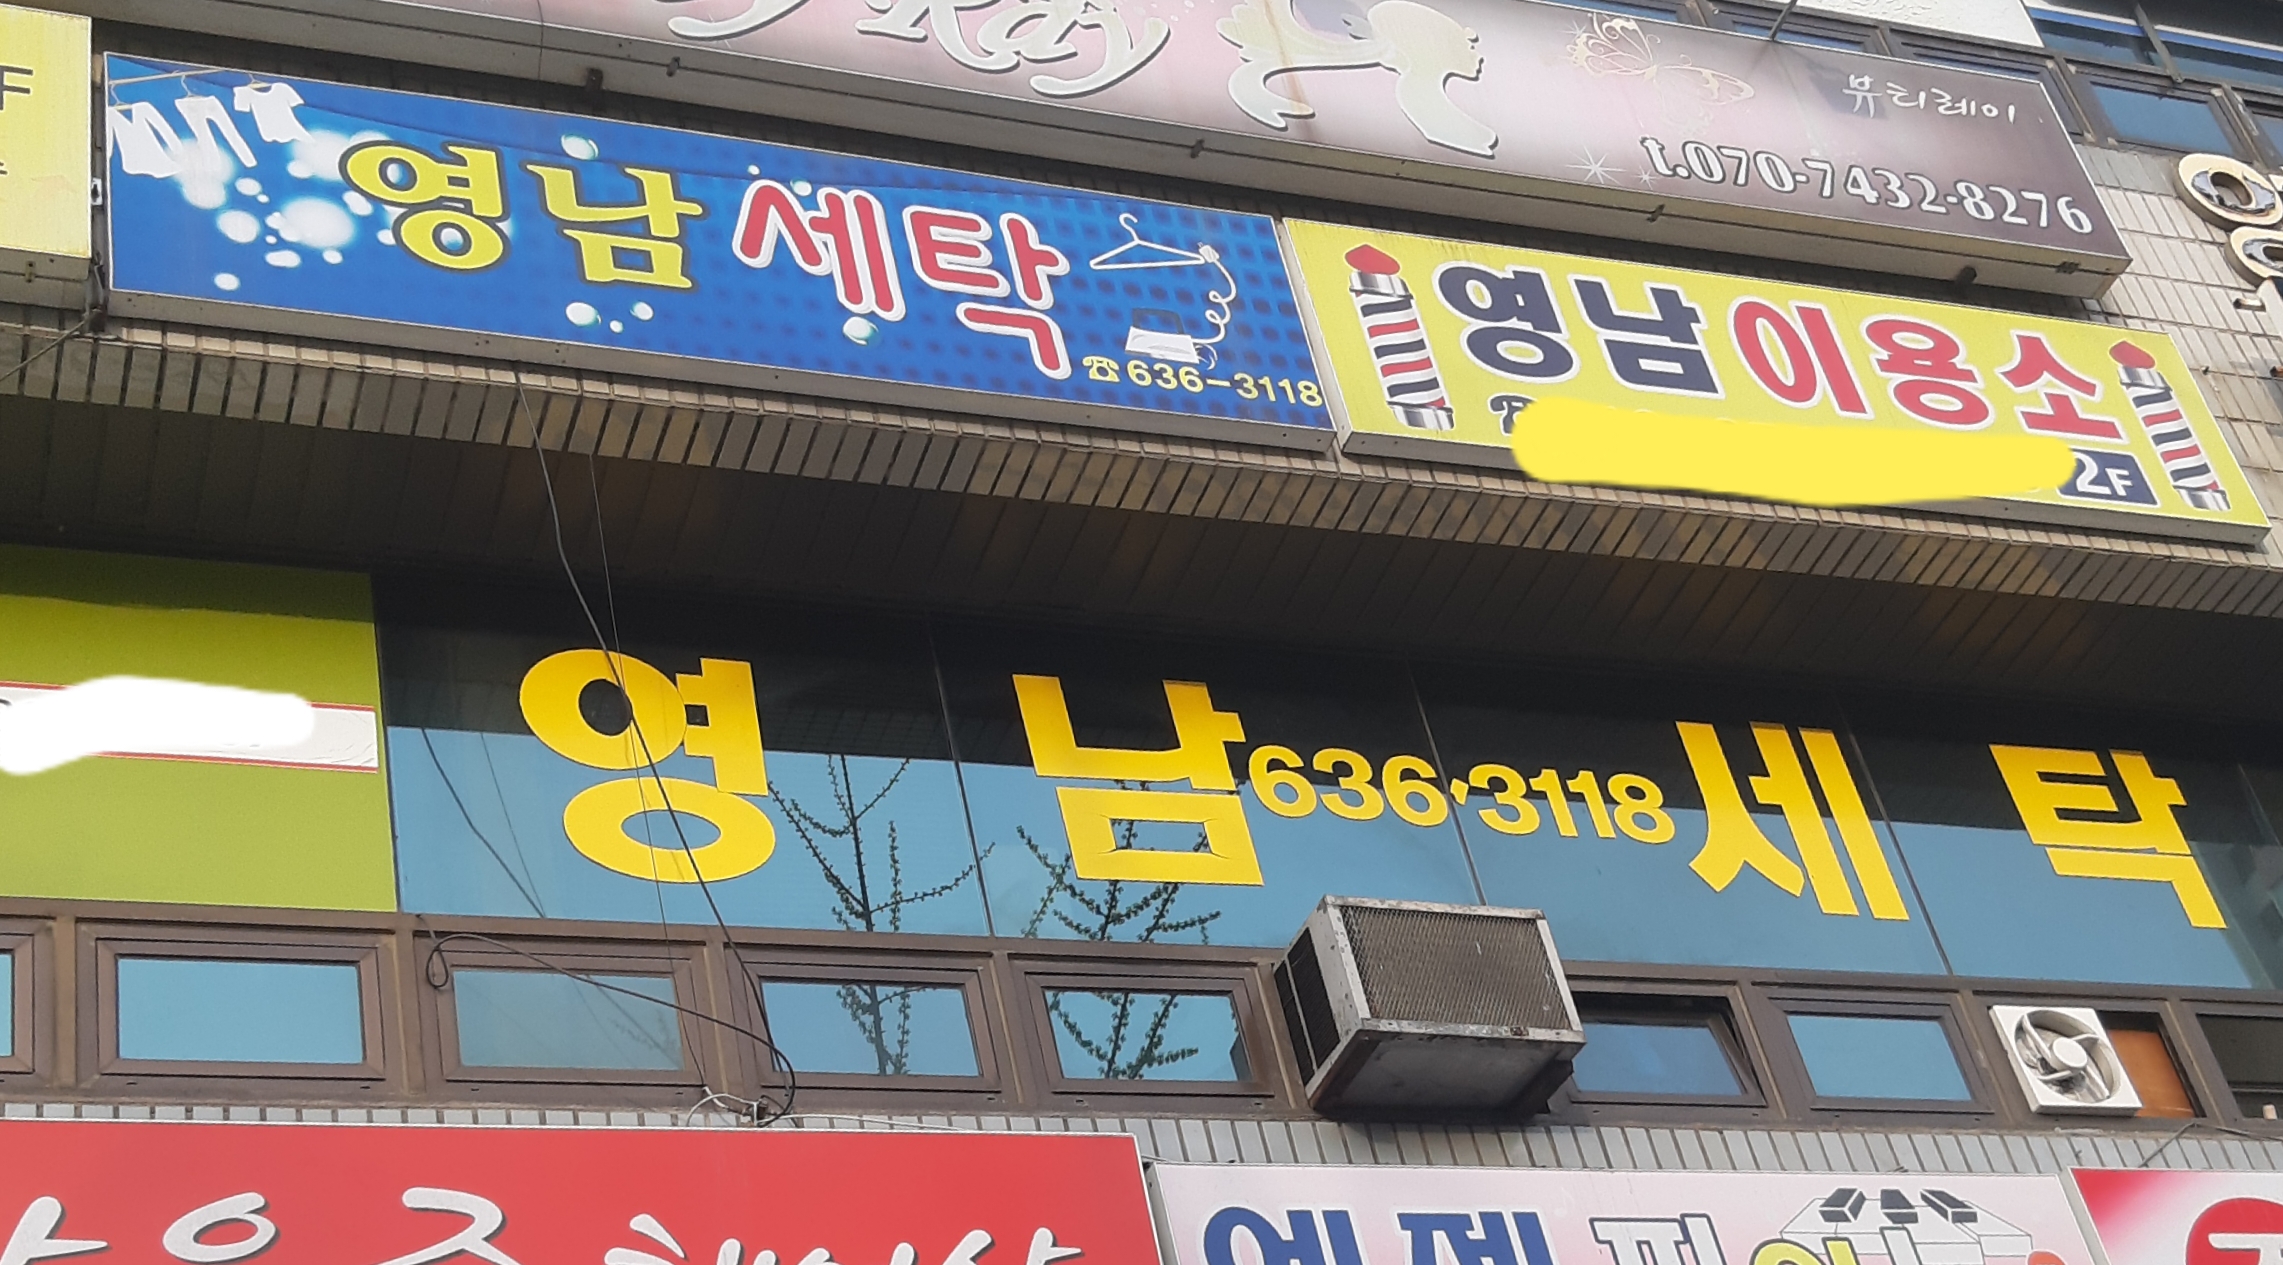 Ray
뷰티레이
t.070-7432-8276
F
영남세탁
☎636-3118
영남이용소
☎
2F
영남 636·3118 세탁